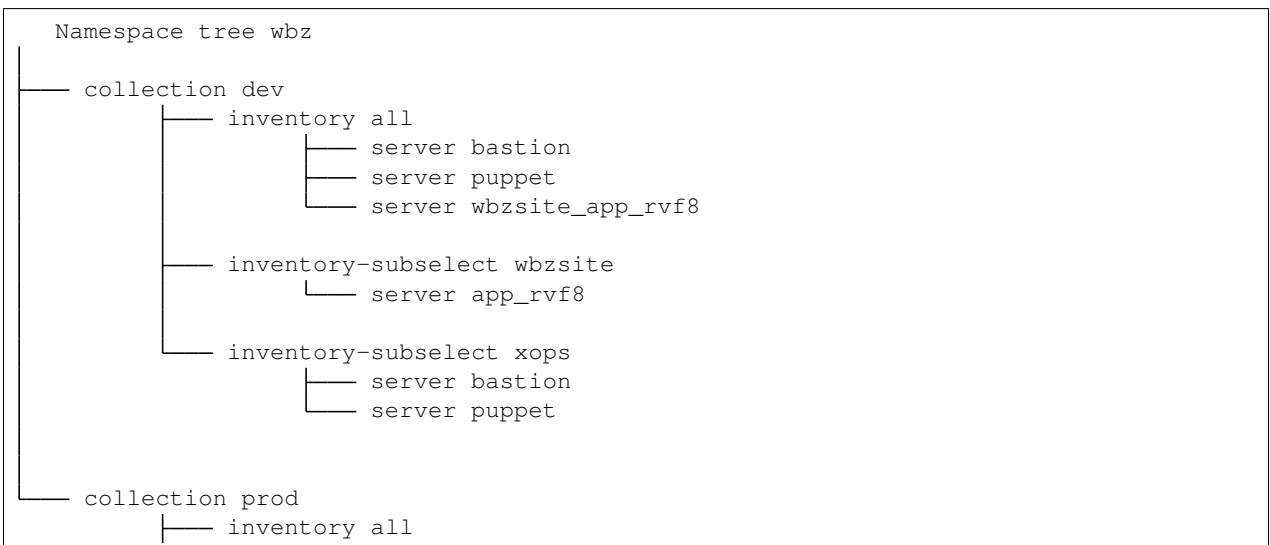 Namespace tree wbz
collection dev
inventory all
server bastion
server puppet
server wbzsite_app_rvf8
inventory-subselect wbzsite
server app_rvf8
inventory-subselect xops
server bastion
server puppet
collection prod
inventory all